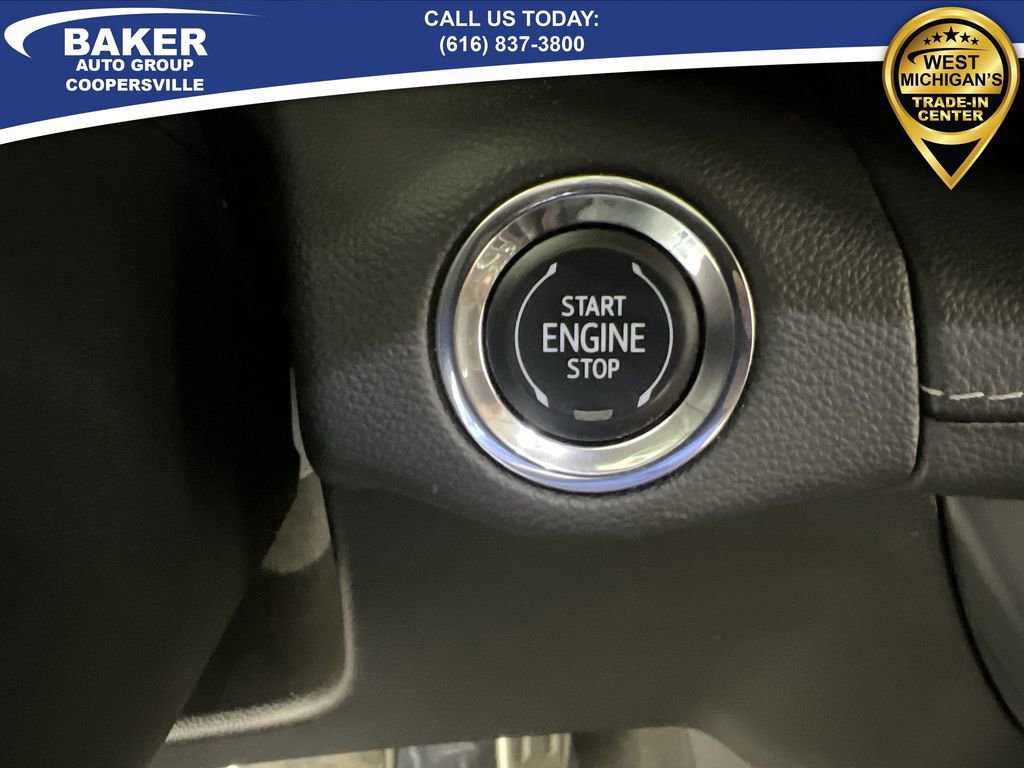 BAKER
AUTO GROUP
COOPERSVILLE
CALL US TODAY:
(616) 837-3800
WEST
MICHIGAN'S
TRADE-IN
CENTER
START
ENGINE
STOP